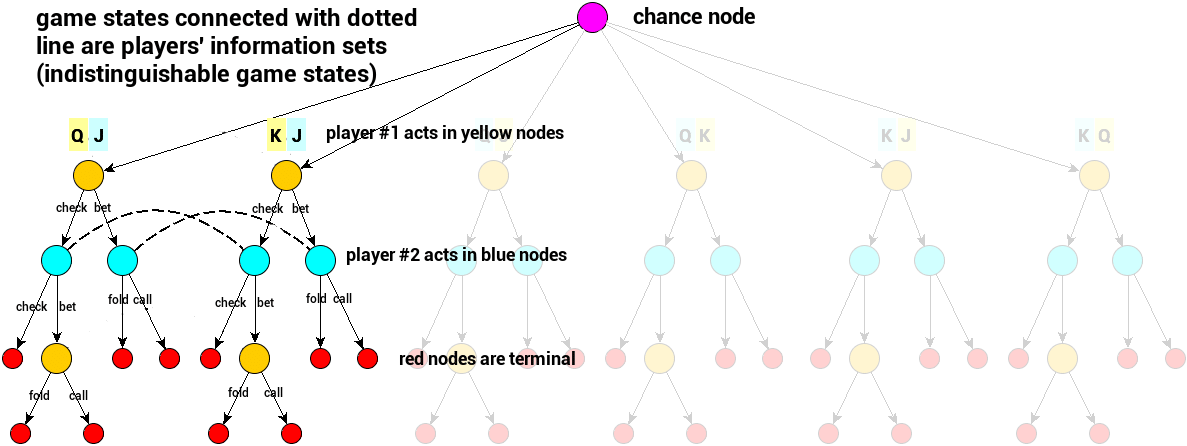 game states connected with dotted
line are players' information sets
(indistinguishable game states)
chance node
Q J
K J
player #1 acts in yellow nodes
Q K
K J
K Q
check bet
check bet
player #2 acts in blue nodes
check bet
fold call
check bet
fold call
red nodes are terminal
fold call
fold call